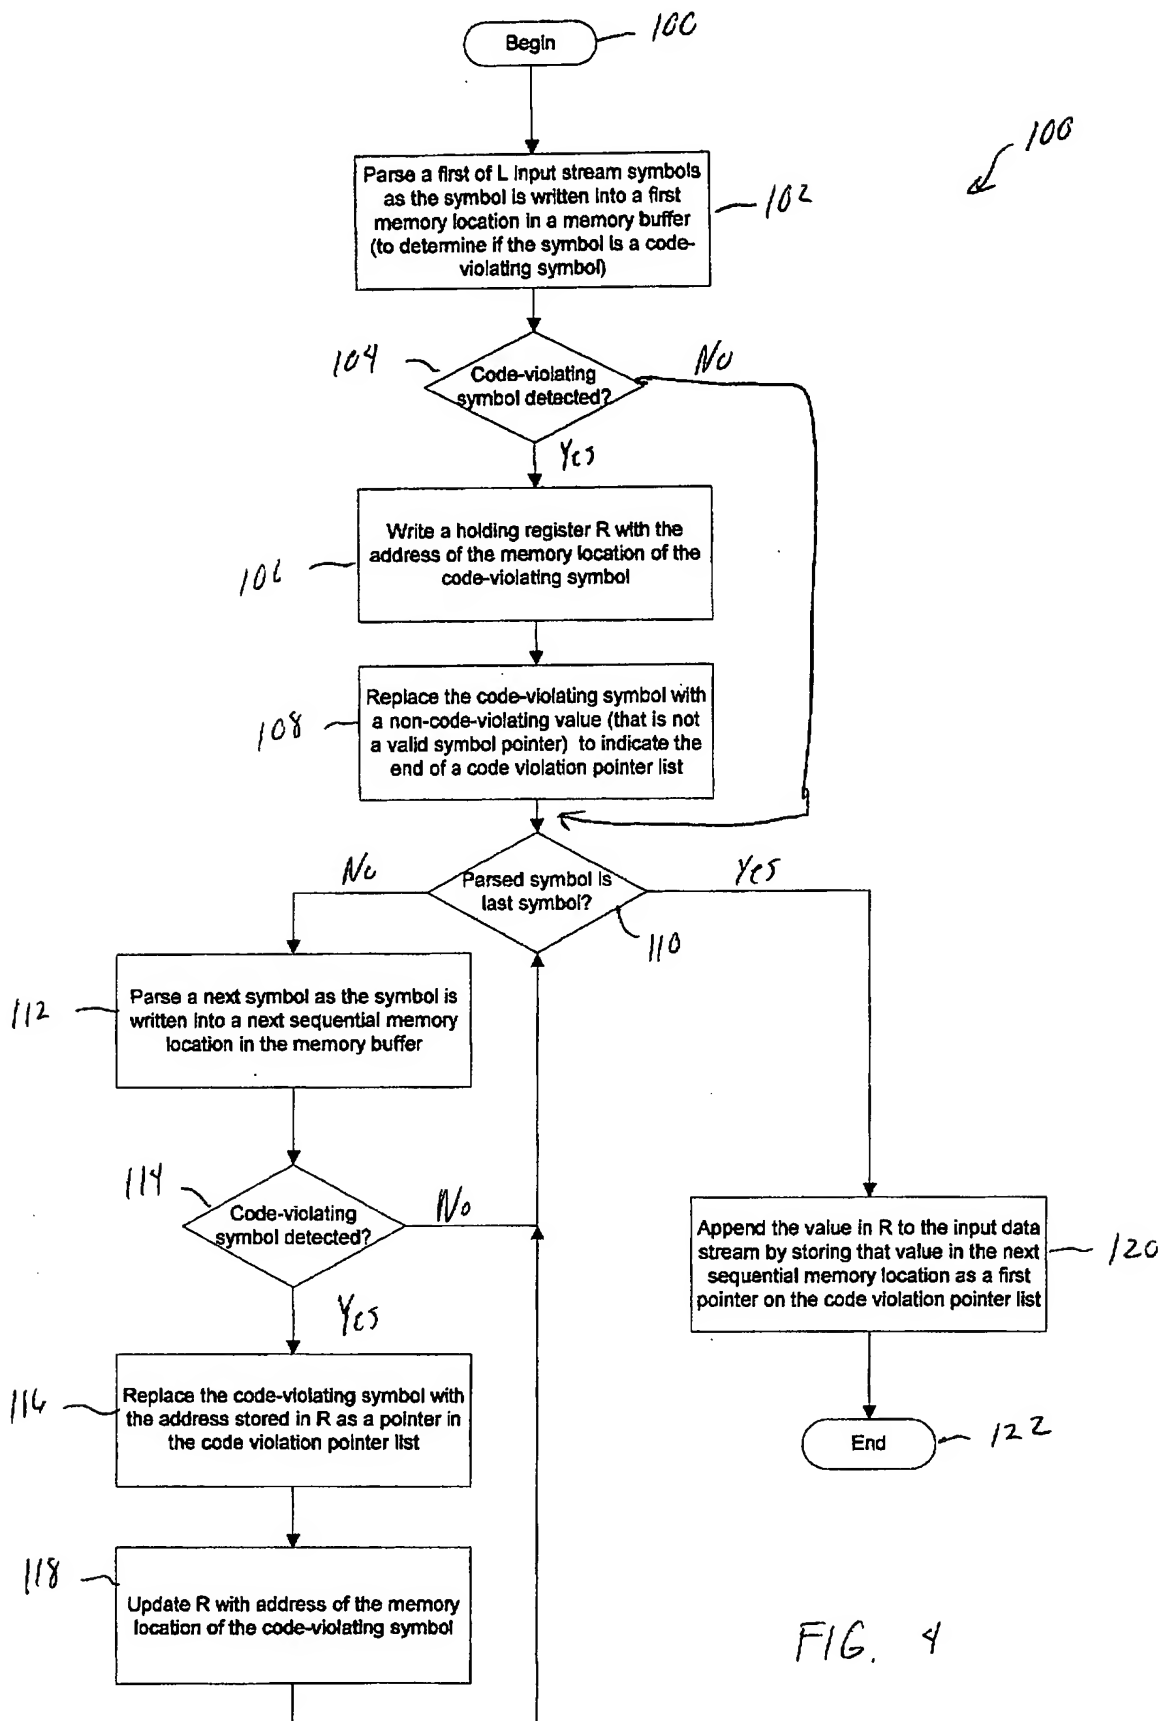 Begin
100
100
Parse a first of L input stream symbols
as the symbol is written into a first
memory location in a memory buffer
(to determine if the symbol is a code-
violating symbol)
102
104
Code-violating
symbol detected?
No
Yes
Write a holding register R with the
address of the memory location of the
code-violating symbol
106
Replace the code-violating symbol with
a non-code-violating value (that is not
a valid symbol pointer) to indicate the
end of a code violation pointer list
108
No
Parsed symbol is
last symbol?
Yes
110
Parse a next symbol as the symbol is
written into a next sequential memory
location in the memory buffer
112
114
Code-violating
symbol detected?
No
Yes
Append the value in R to the input data
stream by storing that value in the next
sequential memory location as a first
pointer on the code violation pointer list
120
Replace the code-violating symbol with
the address stored in R as a pointer in
the code violation pointer list
116
End
122
118
Update R with address of the memory
location of the code-violating symbol
FIG. 4